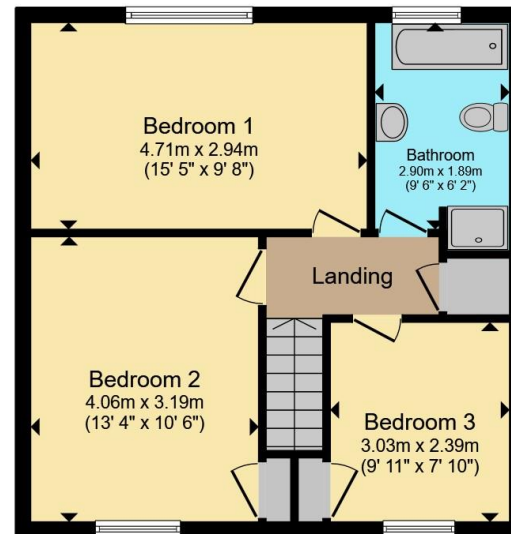 Bedroom 1
4.71m x 2.94m
(15' 5" x 9' 8")
Bathroom
2.90m x 1.89m
(9' 6" x 6' 2")
Landing
Bedroom 2
4.06m x 3.19m
(13' 4" x 10' 6")
Bedroom 3
3.03m x 2.39m
(9' 11" x 7' 10")